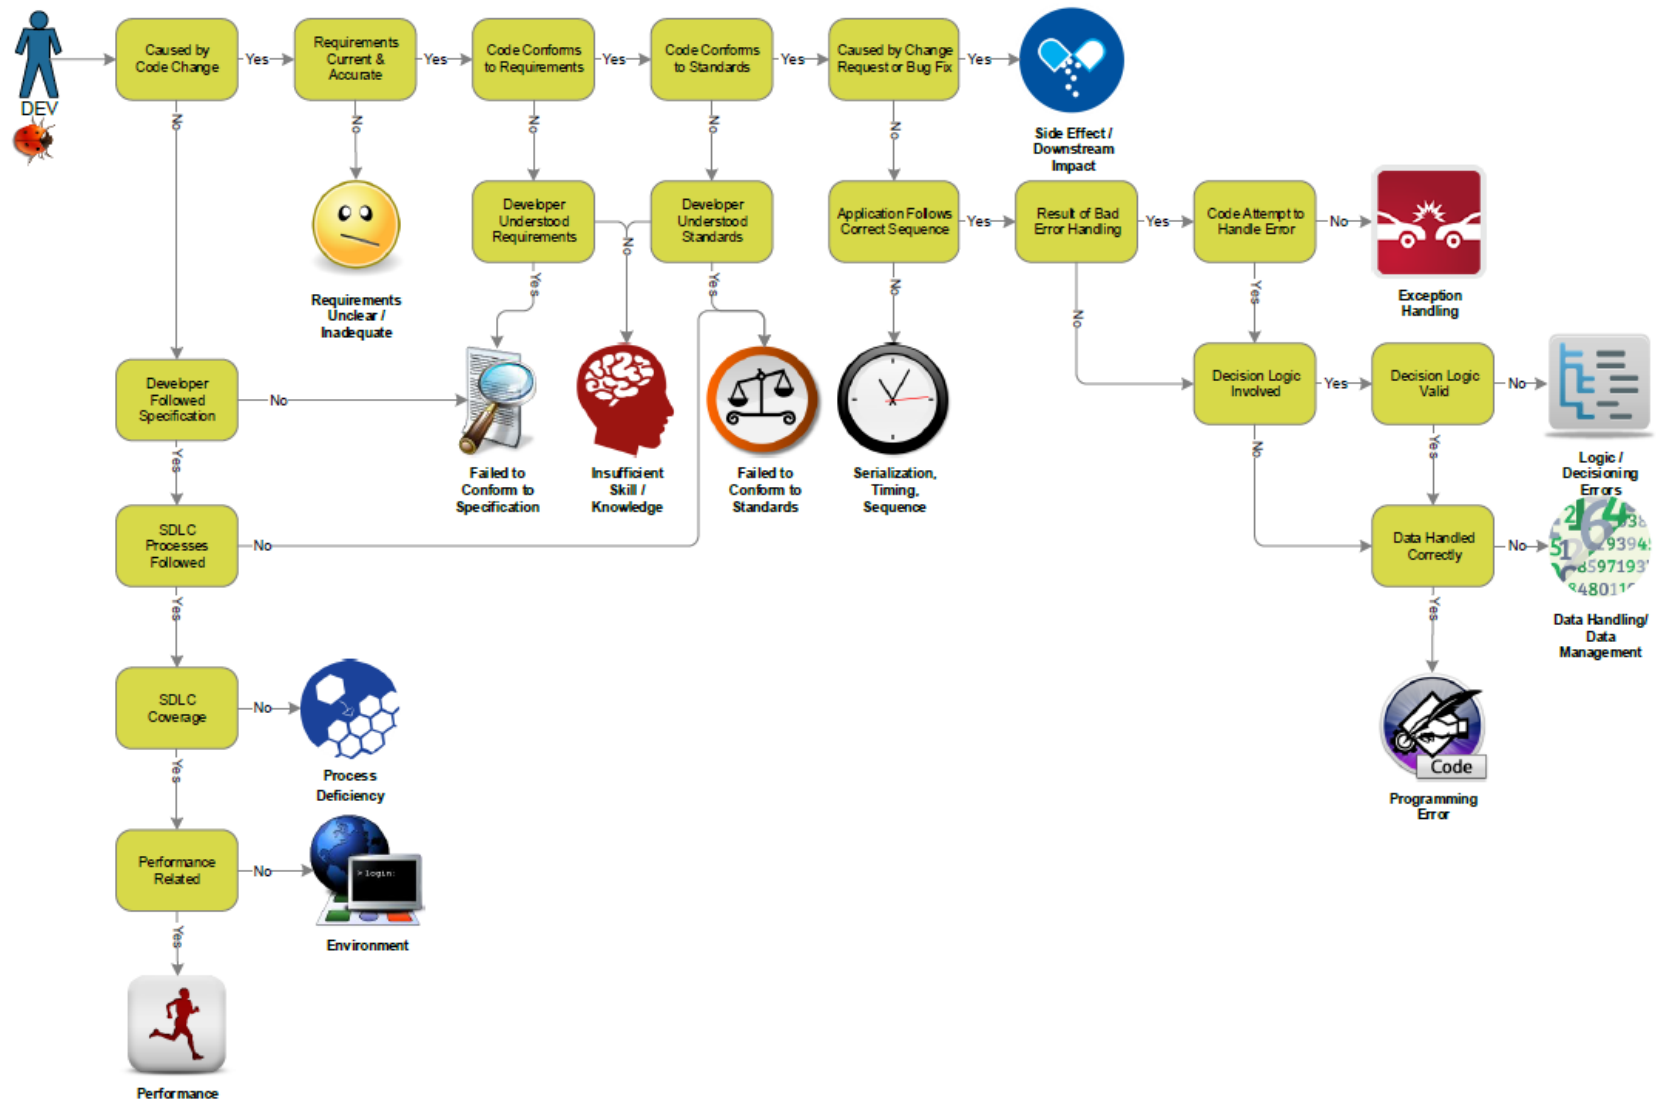 DEV
Caused by
Code Change
Yes
Requirements
Current &
Accurate
Yes
Code Conforms
to Requirements
Yes
Code Conforms
to Standards
Yes
Caused by Change
Request or Bug Fix
Yes
Side Effect /
Downstream
Impact
No
No
No
No
No
Requirements
Unclear /
Inadequate
Developer
Understood
Requirements
No
Developer
Understood
Standards
Application Follows
Correct Sequence
Yes
Result of Bad
Error Handling
Yes
Code Attempt to
Handle Error
No
Exception
Handling
Yes
Yes
No
No
Yes
Developer
Followed
Specification
No
Failed to
Conform to
Specification
Insufficient
Skill /
Knowledge
Failed to
Conform to
Standards
Serialization,
Timing,
Sequence
Decision Logic
Involved
Yes
Decision Logic
Valid
No
Logic /
Decisioning
Errors
Yes
No
Yes
SDLC
Processes
Followed
No
Data Handled
Correctly
No
Data Handling/
Data
Management
Yes
Yes
SDLC
Coverage
No
Process
Deficiency
Code
Programming
Error
Yes
Performance
Related
No
> login:
Environment
Yes
Performance